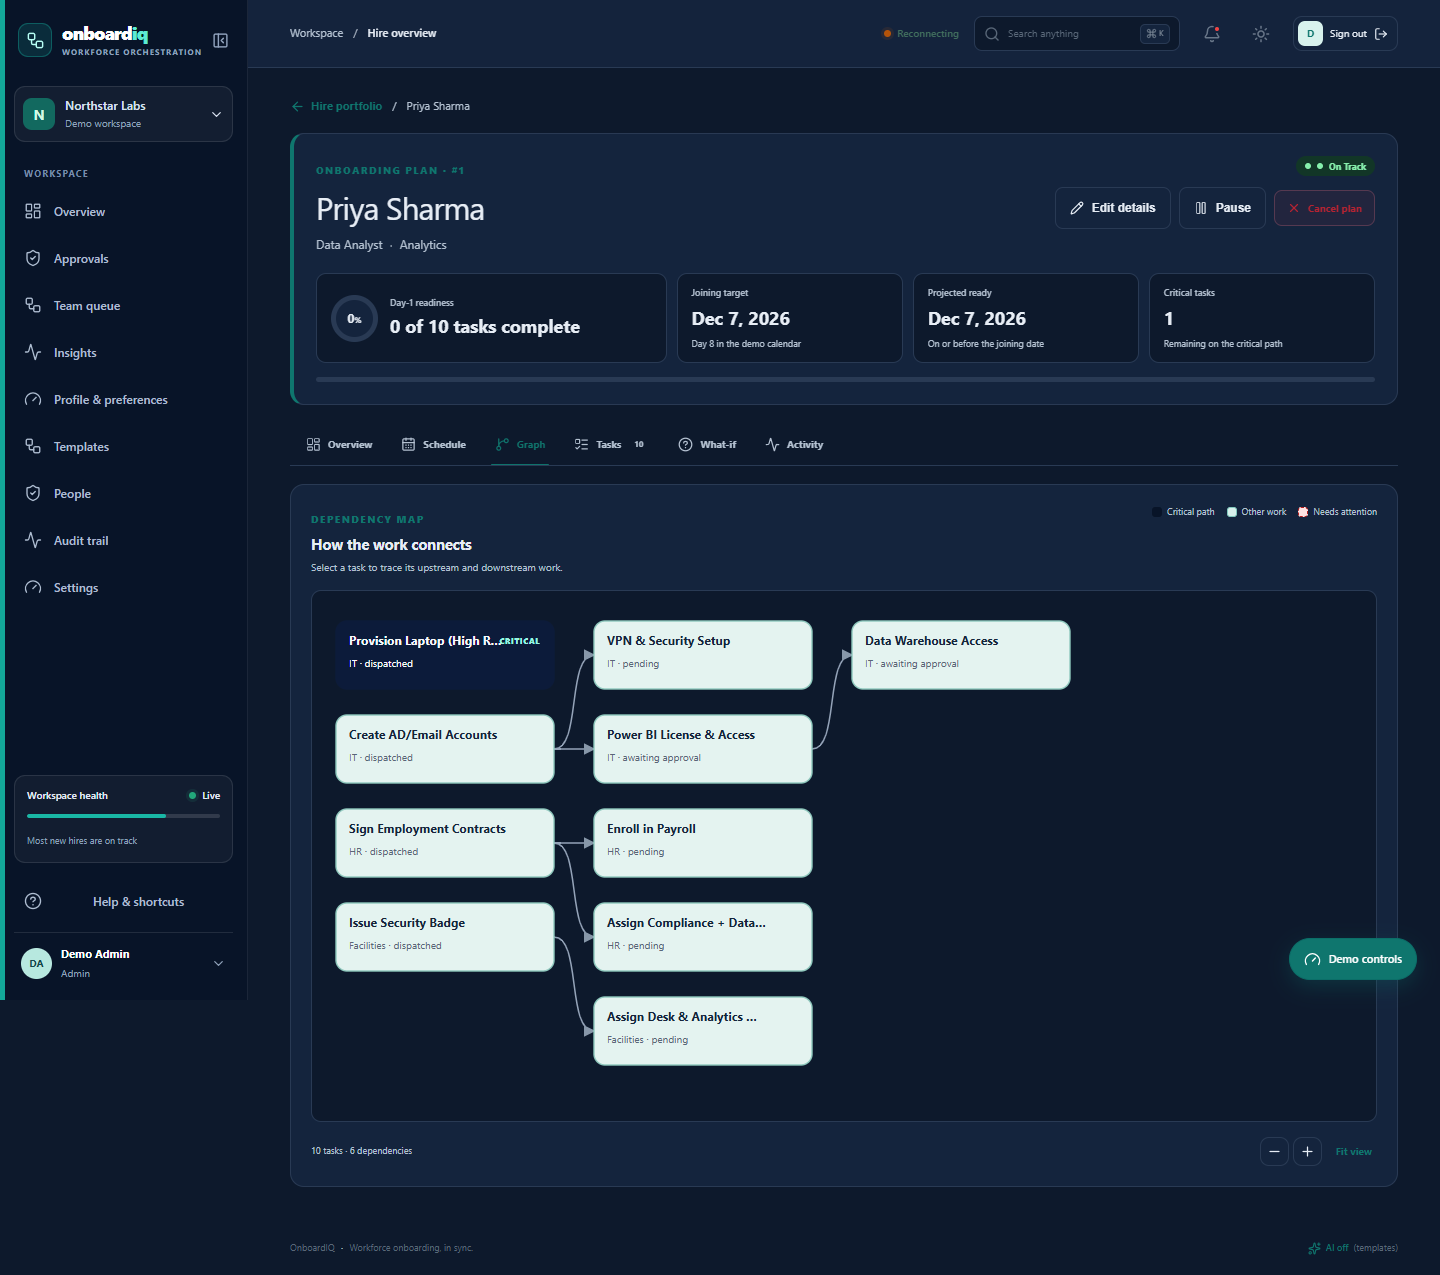 onboardiq
WORKFORCE ORCHESTRATION
N
Northstar Labs
Demo workspace
WORKSPACE
Overview
Approvals
Team queue
Insights
Profile & preferences
Templates
People
Audit trail
Settings
Workspace health
Live
Most new hires are on track
Help & shortcuts
DA
Demo Admin
Admin
Workspace / Hire overview
Reconnecting
Search anything
⌘ K
D
Sign out
Hire portfolio / Priya Sharma
ONBOARDING PLAN · #1
On Track
Priya Sharma
Data Analyst · Analytics
Edit details
Pause
Cancel plan
0%
Day-1 readiness
0 of 10 tasks complete
Joining target
Dec 7, 2026
Day 8 in the demo calendar
Projected ready
Dec 7, 2026
On or before the joining date
Critical tasks
1
Remaining on the critical path
Overview
Schedule
Graph
Tasks 10
What-if
Activity
DEPENDENCY MAP
How the work connects
Select a task to trace its upstream and downstream work.
Critical path
Other work
Needs attention
Provision Laptop (High R...
CRITICAL
IT · dispatched
VPN & Security Setup
IT · pending
Data Warehouse Access
IT · awaiting approval
Create AD/Email Accounts
IT · dispatched
Power BI License & Access
IT · awaiting approval
Sign Employment Contracts
HR · dispatched
Enroll in Payroll
HR · pending
Issue Security Badge
Facilities · dispatched
Assign Compliance + Data...
HR · pending
Assign Desk & Analytics ...
Facilities · pending
Demo controls
10 tasks · 6 dependencies
Fit view
OnboardIQ · Workforce onboarding, in sync.
AI off (templates)